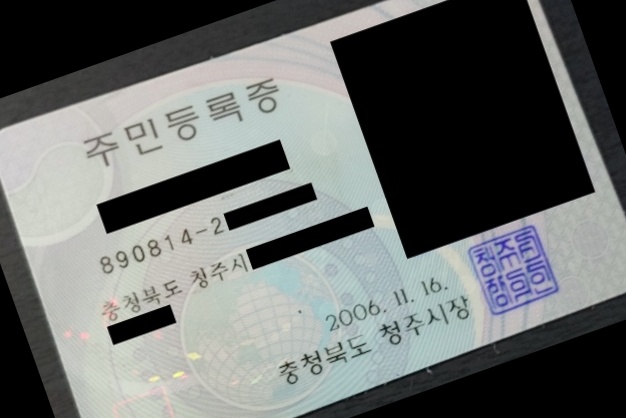 주민등록증
890814-2
충청북도 청주시
2006. 11. 16.
충청북도 청주시장